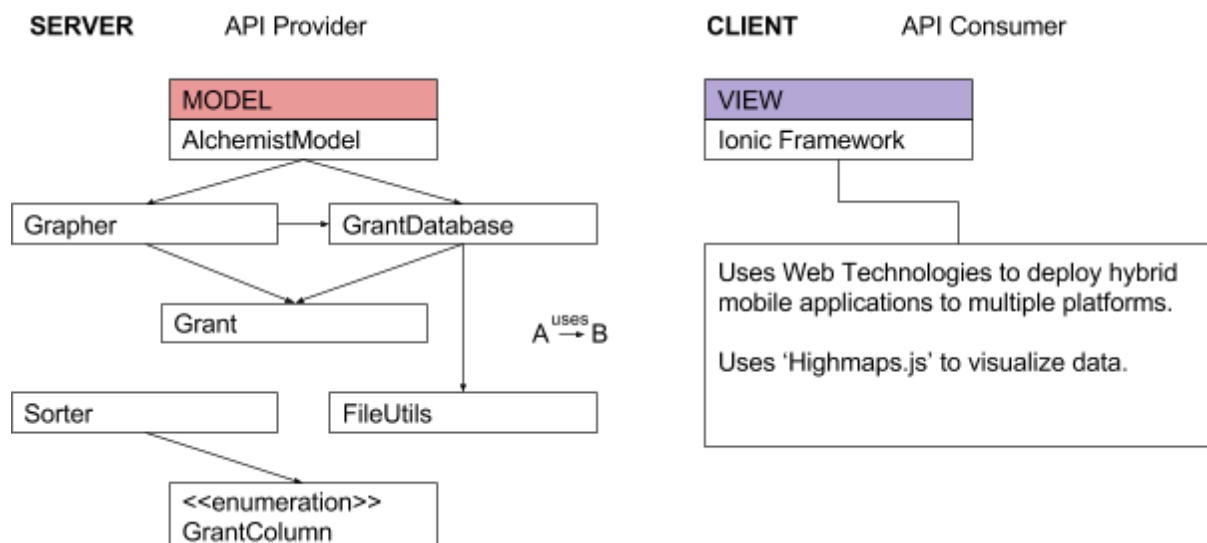 SERVER API Provider
MODEL
AlchemistModel
Grapher
GrantDatabase
Grant
A uses B
Sorter
FileUtils
<<enumeration>>
GrantColumn
CLIENT API Consumer
VIEW
Ionic Framework
Uses Web Technologies to deploy hybrid
mobile applications to multiple platforms.
Uses ‘Highmaps.js’ to visualize data.